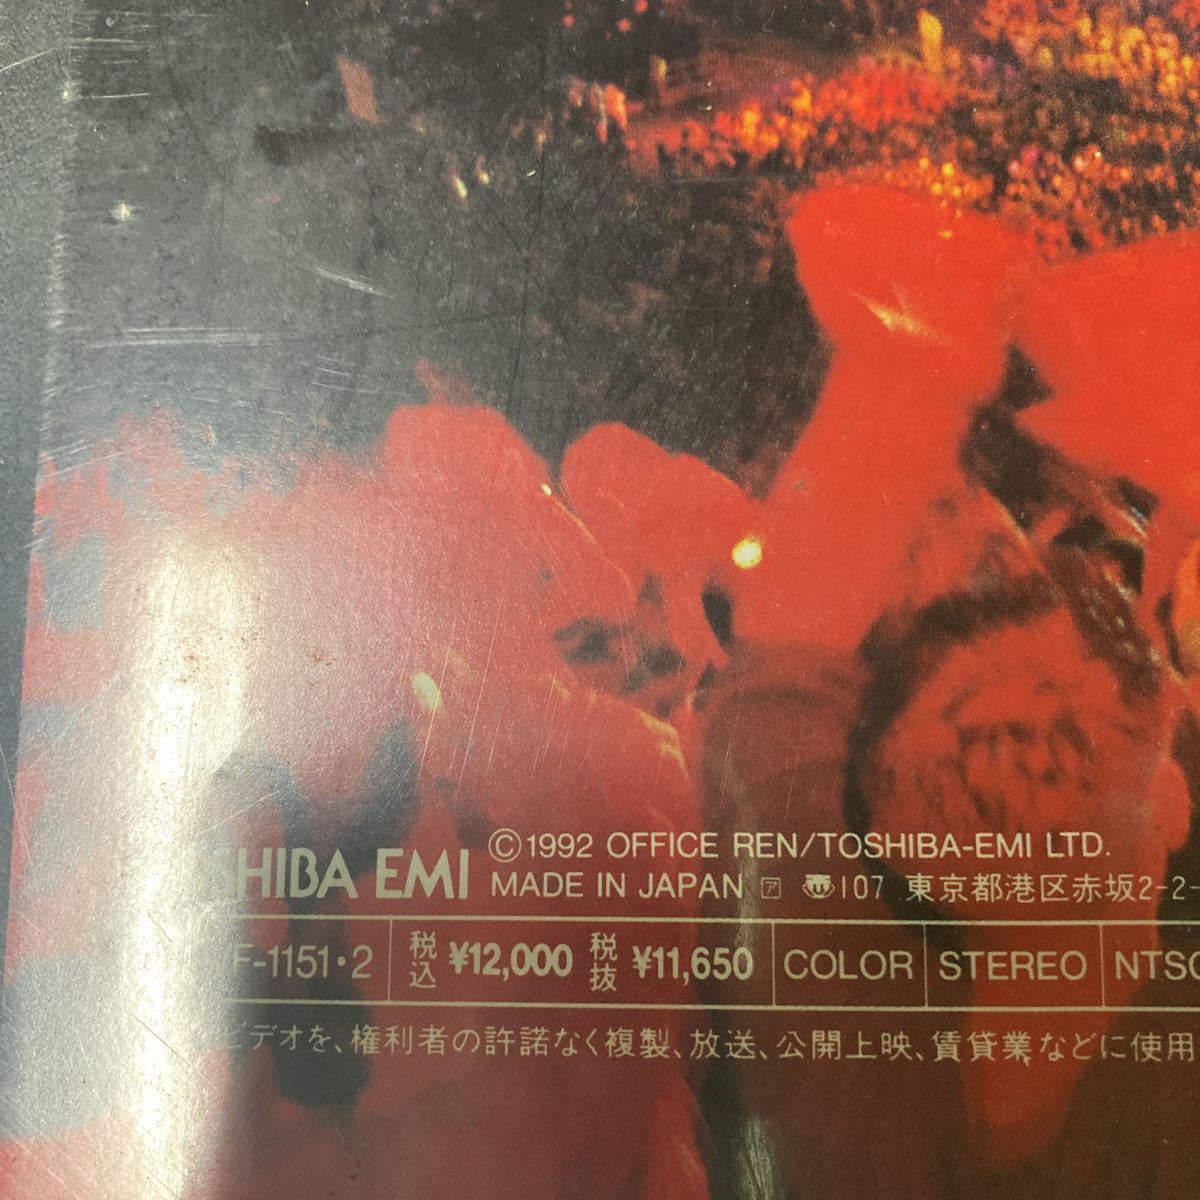 SHIBA EMI
©1992 OFFICE REN/TOSHIBA-EMI LTD.
MADE IN JAPAN ア 107 東京都港区赤坂2-2-
F-1151・2 税込 ¥12,000 税抜 ¥11,650 COLOR STEREO NTSC
ビデオを、権利者の許諾なく複製、放送、公開上映、賃貸業などに使用